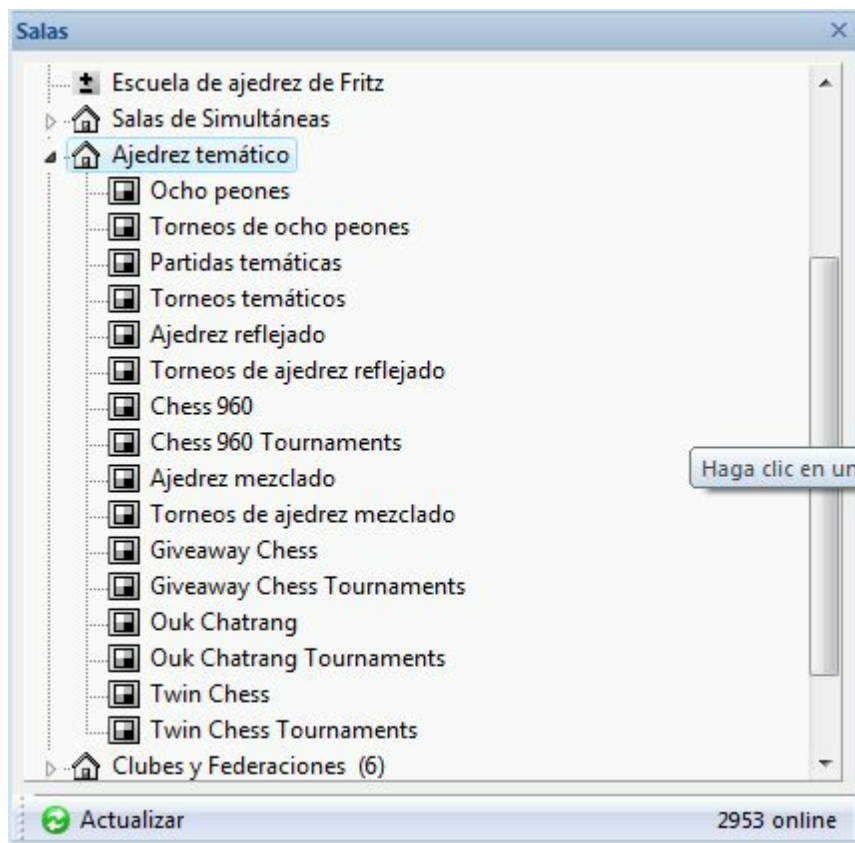 Salas
Escuela de ajedrez de Fritz
Salas de Simultáneas
Ajedrez temático
Ocho peones
Torneos de ocho peones
Partidas temáticas
Torneos temáticos
Ajedrez reflejado
Torneos de ajedrez reflejado
Chess 960
Chess 960 Tournaments
Haga clic en un
Ajedrez mezclado
Torneos de ajedrez mezclado
Giveaway Chess
Giveaway Chess Tournaments
Ouk Chatrang
Ouk Chatrang Tournaments
Twin Chess
Twin Chess Tournaments
Clubes y Federaciones (6)
Actualizar 2953 online